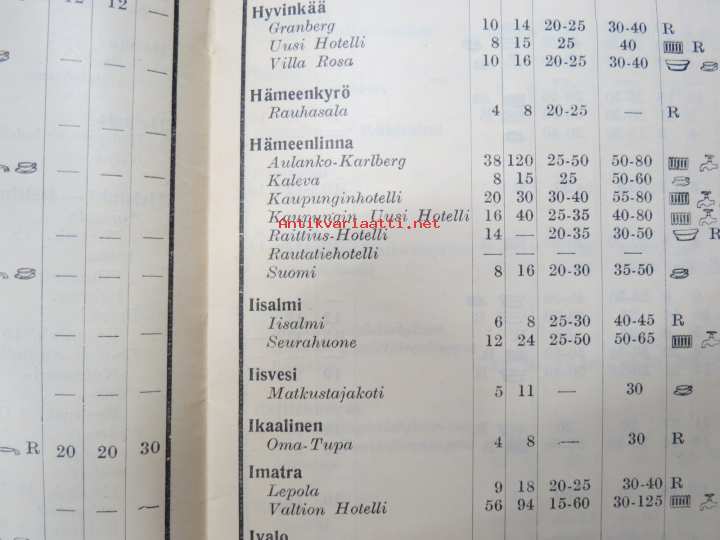 12 12
— — —
— — —
— — —
— — —
— — —
— — —
— — —
— — —
— — —
R 20 20 30
— — —
Hyvinkää
Granberg 10 14 20-25 30-40 R
Uusi Hotelli 8 15 25 40 R
Villa Rosa 10 16 20-25 30-40
Hämeenkyrö
Rauhasala 4 8 20-25 — R
Hämeenlinna
Aulanko-Karlberg 38 120 25-50 50-80
Kaleva 8 15 25 50-60
Kaupunginhotelli 20 30 30-40 55-80
Kaupungin Uusi Hotelli 16 40 25-35 40-80
Antikvariaatti.net
Raittius-Hotelli 14 — 20-35 30-50 R
Rautatiehotelli — — — —
Suomi 8 16 20-30 35-50
Iisalmi
Iisalmi 6 8 25-30 40-45 R
Seurahuone 12 24 25-50 50-65
Iisvesi
Matkustajakoti 5 11 — 30
Ikaalinen
Oma-Tupa 4 8 — 30 R
Imatra
Lepola 9 18 20-25 30-40 R
Valtion Hotelli 56 94 15-60 30-125
Ivalo